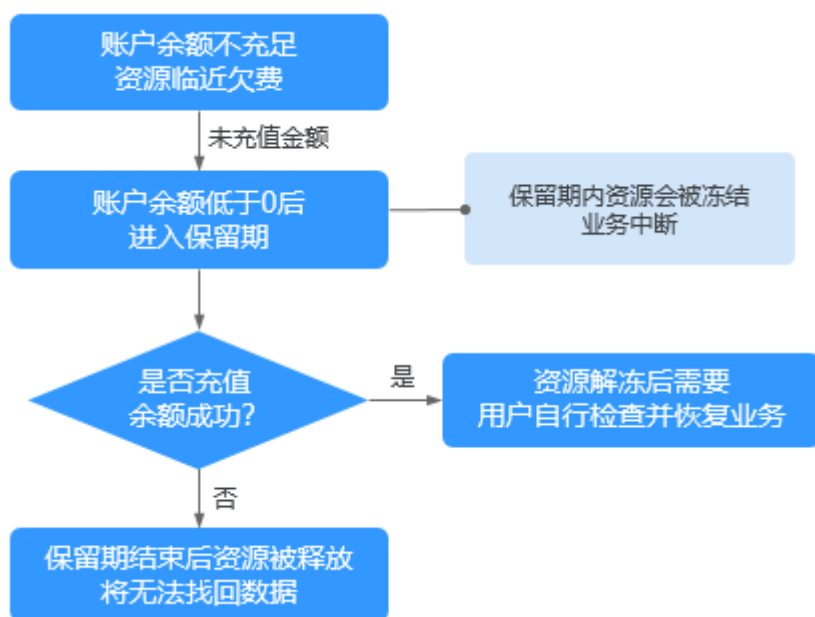 账户余额不充足
资源临近欠费
未充值金额
账户余额低于0后
进入保留期
保留期内资源会被冻结
业务中断
是否充值
余额成功?
是
资源解冻后需要
用户自行检查并恢复业务
否
保留期结束后资源被释放
将无法找回数据